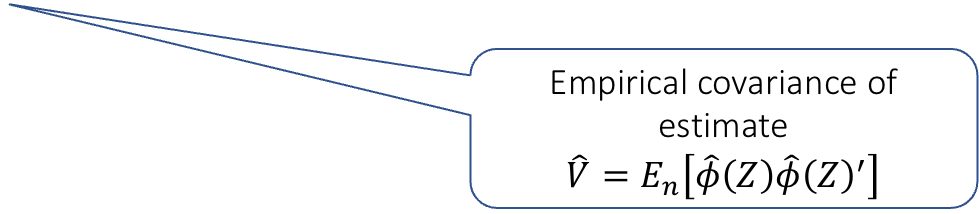 Empirical covariance of
estimate
V̂ = Eₙ[ϕ̂(Z)ϕ̂(Z)′]